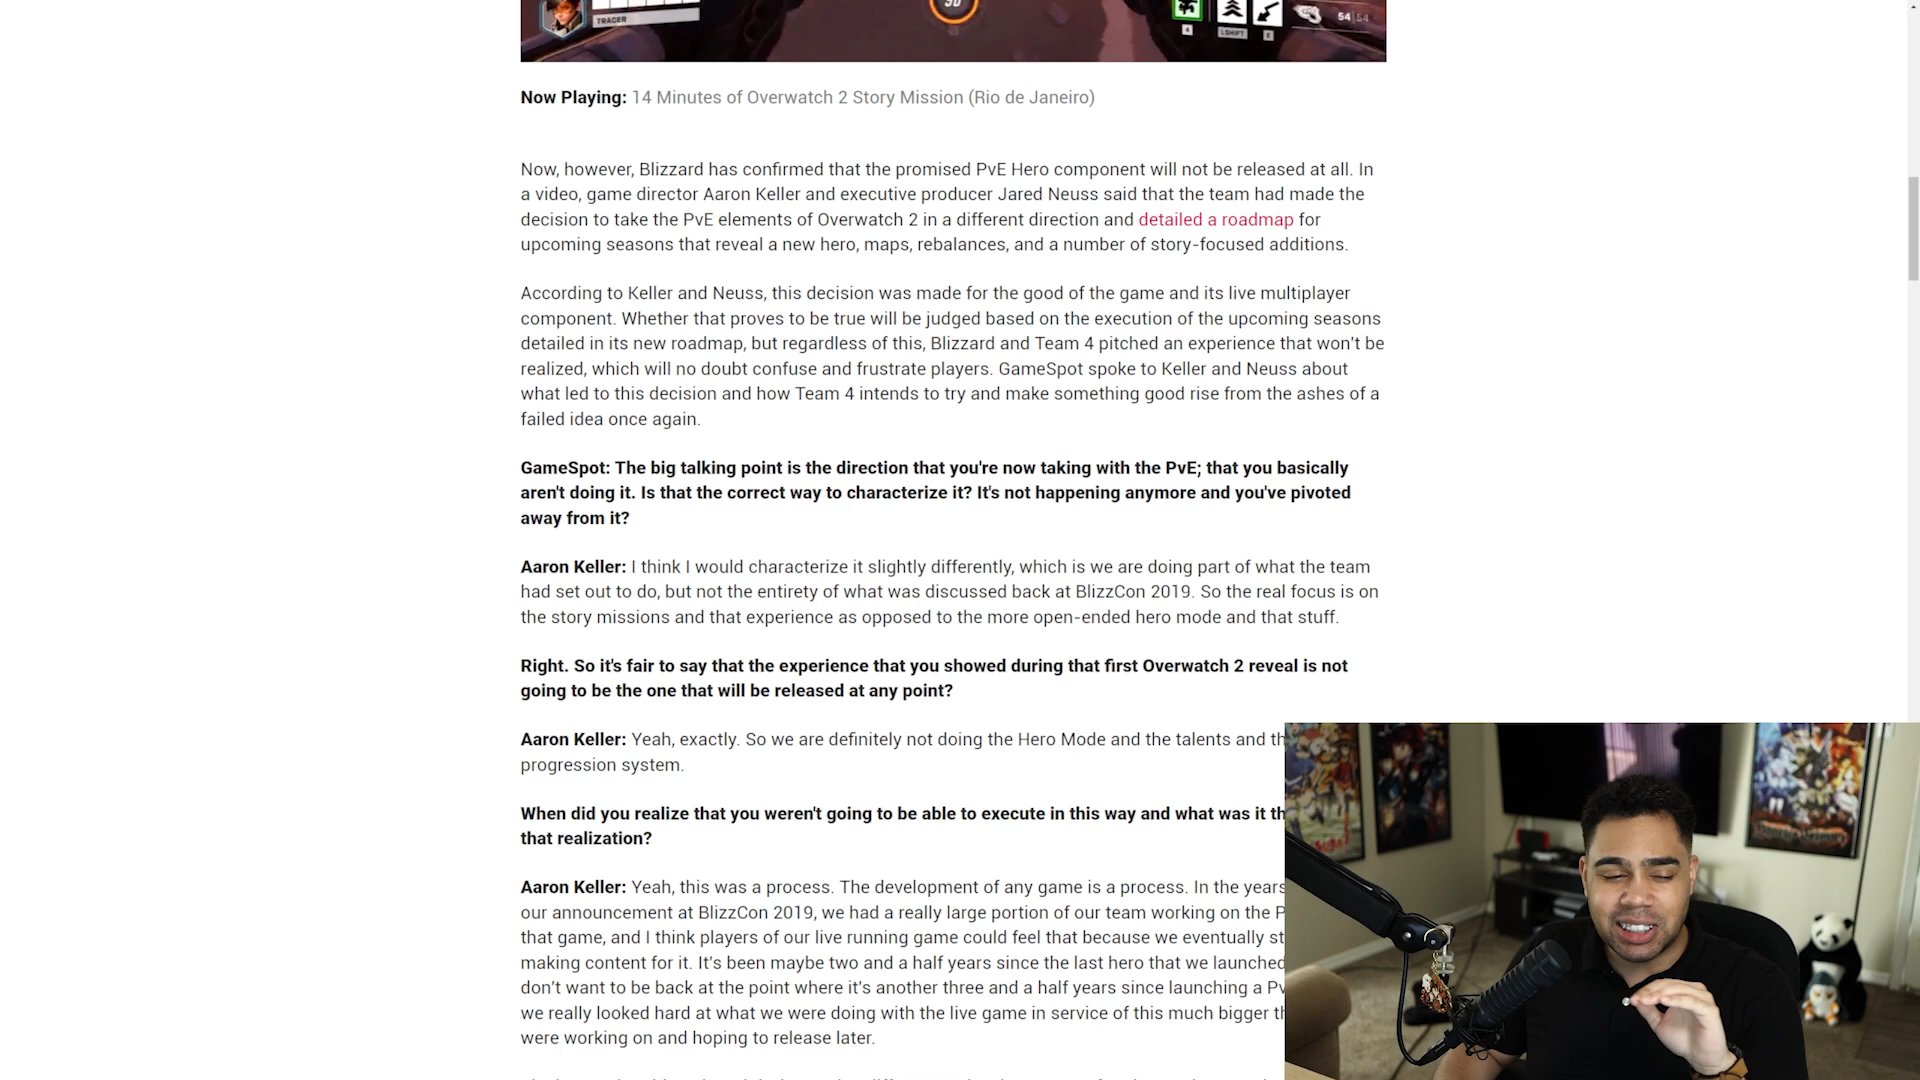 TRACER
90
4
LSHIFT
E
54|54
Now Playing: 14 Minutes of Overwatch 2 Story Mission (Rio de Janeiro)
Now, however, Blizzard has confirmed that the promised PvE Hero component will not be released at all. In
a video, game director Aaron Keller and executive producer Jared Neuss said that the team had made the
decision to take the PvE elements of Overwatch 2 in a different direction and detailed a roadmap for
upcoming seasons that reveal a new hero, maps, rebalances, and a number of story-focused additions.
According to Keller and Neuss, this decision was made for the good of the game and its live multiplayer
component. Whether that proves to be true will be judged based on the execution of the upcoming seasons
detailed in its new roadmap, but regardless of this, Blizzard and Team 4 pitched an experience that won't be
realized, which will no doubt confuse and frustrate players. GameSpot spoke to Keller and Neuss about
what led to this decision and how Team 4 intends to try and make something good rise from the ashes of a
failed idea once again.
GameSpot: The big talking point is the direction that you're now taking with the PvE; that you basically
aren't doing it. Is that the correct way to characterize it? It's not happening anymore and you've pivoted
away from it?
Aaron Keller: I think I would characterize it slightly differently, which is we are doing part of what the team
had set out to do, but not the entirety of what was discussed back at BlizzCon 2019. So the real focus is on
the story missions and that experience as opposed to the more open-ended hero mode and that stuff.
Right. So it's fair to say that the experience that you showed during that first Overwatch 2 reveal is not
going to be the one that will be released at any point?
Aaron Keller: Yeah, exactly. So we are definitely not doing the Hero Mode and the talents and th
progression system.
When did you realize that you weren't going to be able to execute in this way and what was it th
that realization?
Aaron Keller: Yeah, this was a process. The development of any game is a process. In the years
our announcement at BlizzCon 2019, we had a really large portion of our team working on the P
that game, and I think players of our live running game could feel that because we eventually st
making content for it. It's been maybe two and a half years since the last hero that we launched
don't want to be back at the point where it's another three and a half years since launching a Pv
we really looked hard at what we were doing with the live game in service of this much bigger th
were working on and hoping to release later.